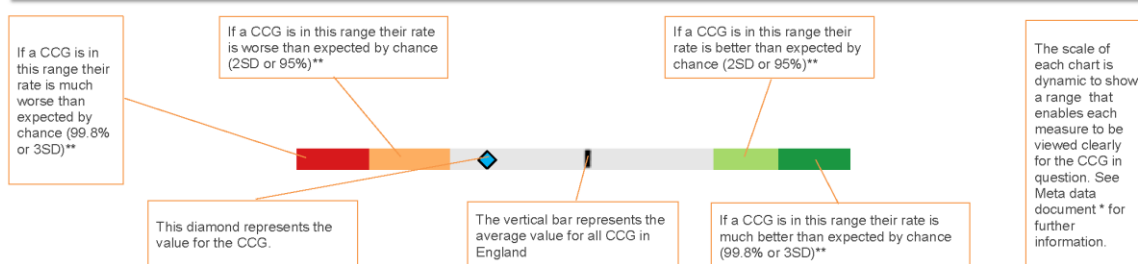 If a CCG is in
this range their
rate is much
worse than
expected by
chance (99.8%
or 3SD)**
If a CCG is in this range their rate
is worse than expected by chance
(2SD or 95%)**
If a CCG is in this range their
rate is better than expected by
chance (2SD or 95%)**
The scale of
each chart is
dynamic to show
a range that
enables each
measure to be
viewed clearly
for the CCG in
question. See
Meta data
document * for
further
information.
This diamond represents the
value for the CCG.
The vertical bar represents the
average value for all CCG in
England
If a CCG is in this range their rate is
much better than expected by chance
(99.8% or 3SD)**